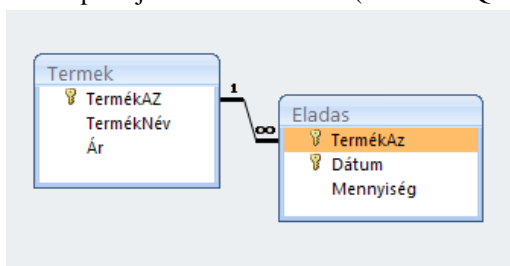 Termek
TermékAZ
TermékNév
Ár
1
∞
Eladas
TermékAz
Dátum
Mennyiség